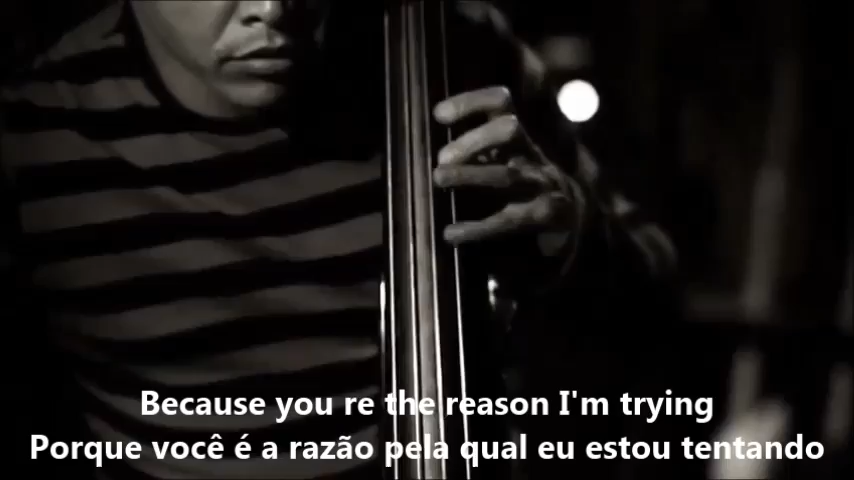 Because you re the reason I'm trying
Porque você é a razão pela qual eu estou tentando